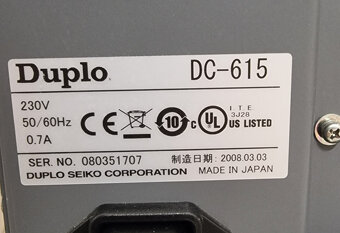 Duplo. DC-615
230V
50/60Hz
0.7A
CE 10 c UL US LISTED
I.T.E.
3J28
SER. NO. 080351707 制造日期: 2008.03.03
DUPLO SEIKO CORPORATION MADE IN JAPAN